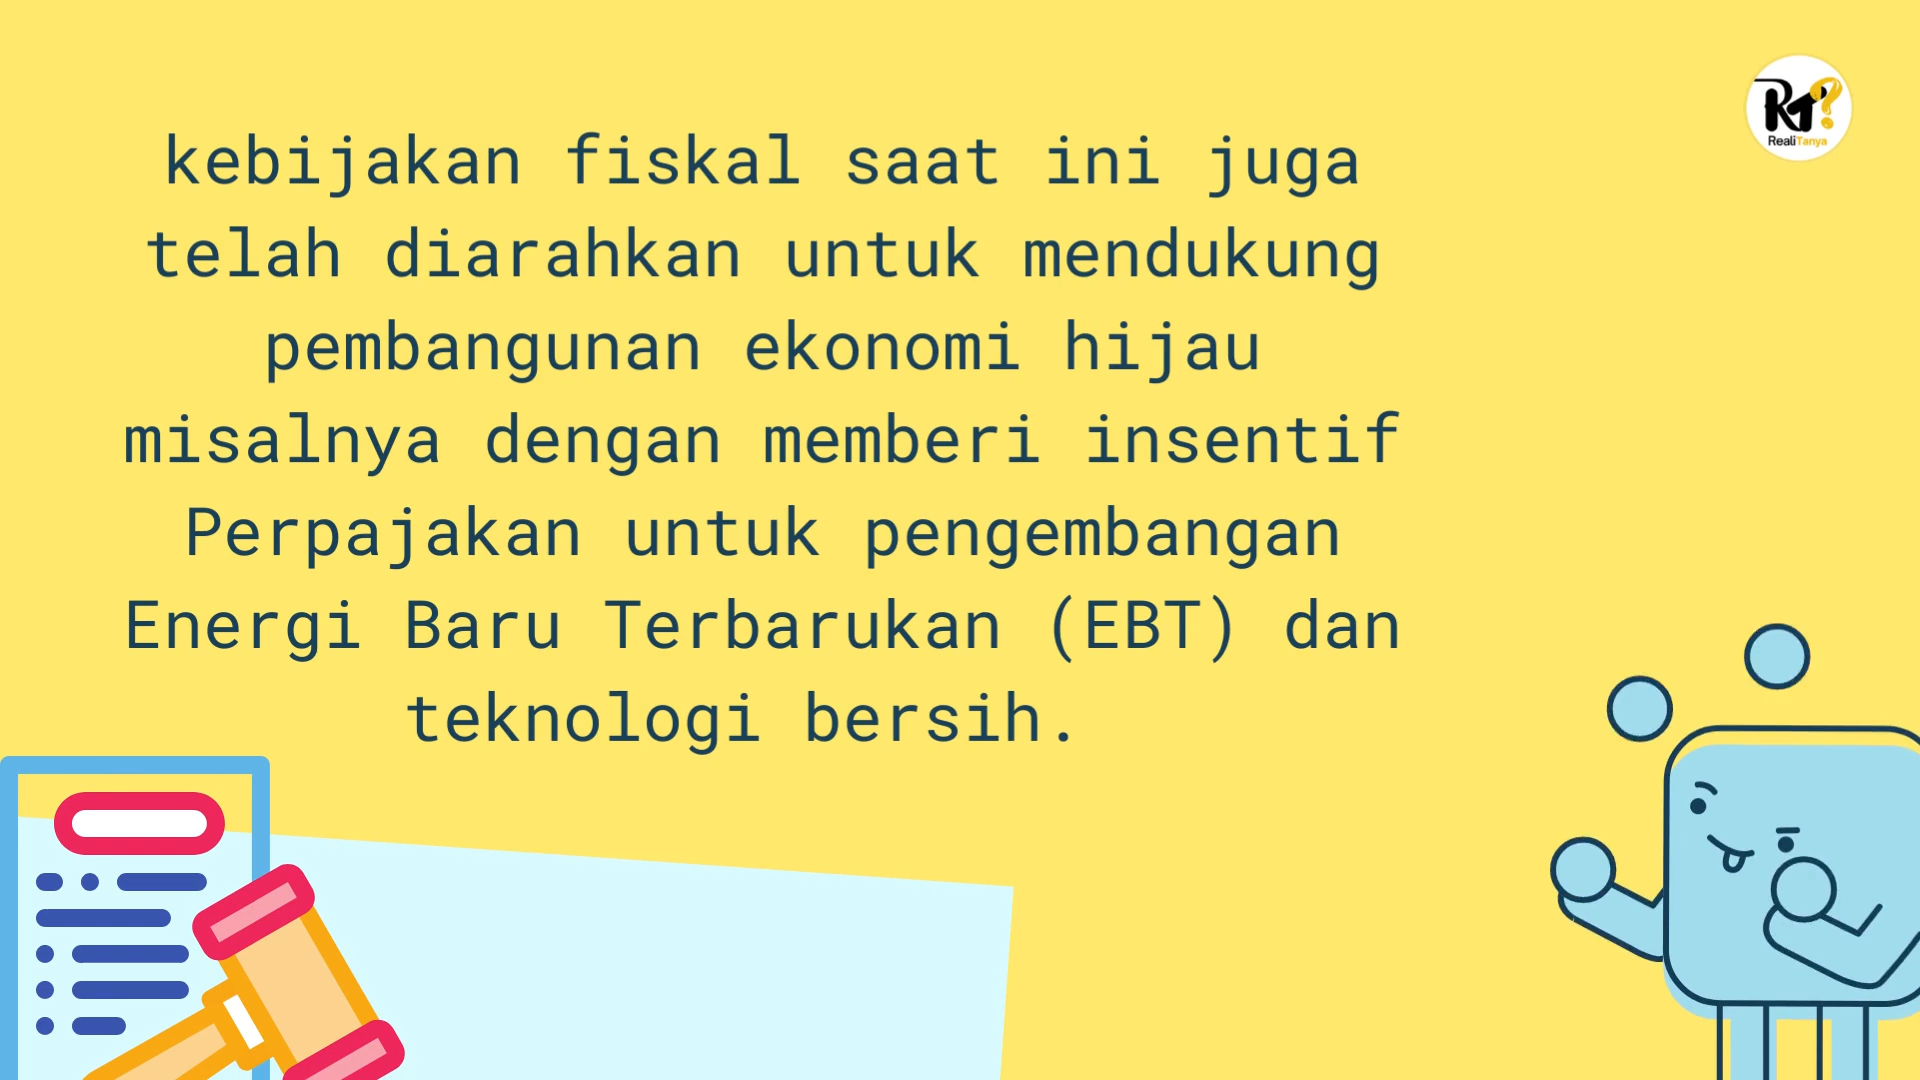 RT?
RealiTanya
kebijakan fiskal saat ini juga
telah diarahkan untuk mendukung
pembangunan ekonomi hijau
misalnya dengan memberi insentif
Perpajakan untuk pengembangan
Energi Baru Terbarukan (EBT) dan
teknologi bersih.